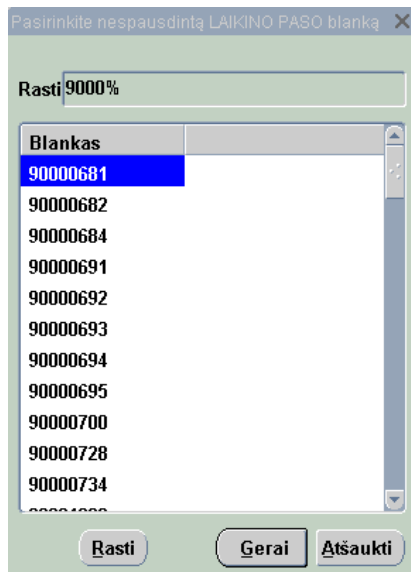 Pasirinkite nespausdintą LAIKINO PASO blanką
Rasti 9000%
Blankas
90000681
90000682
90000684
90000691
90000692
90000693
90000694
90000695
90000700
90000728
90000734
Rasti Gerai Atšaukti